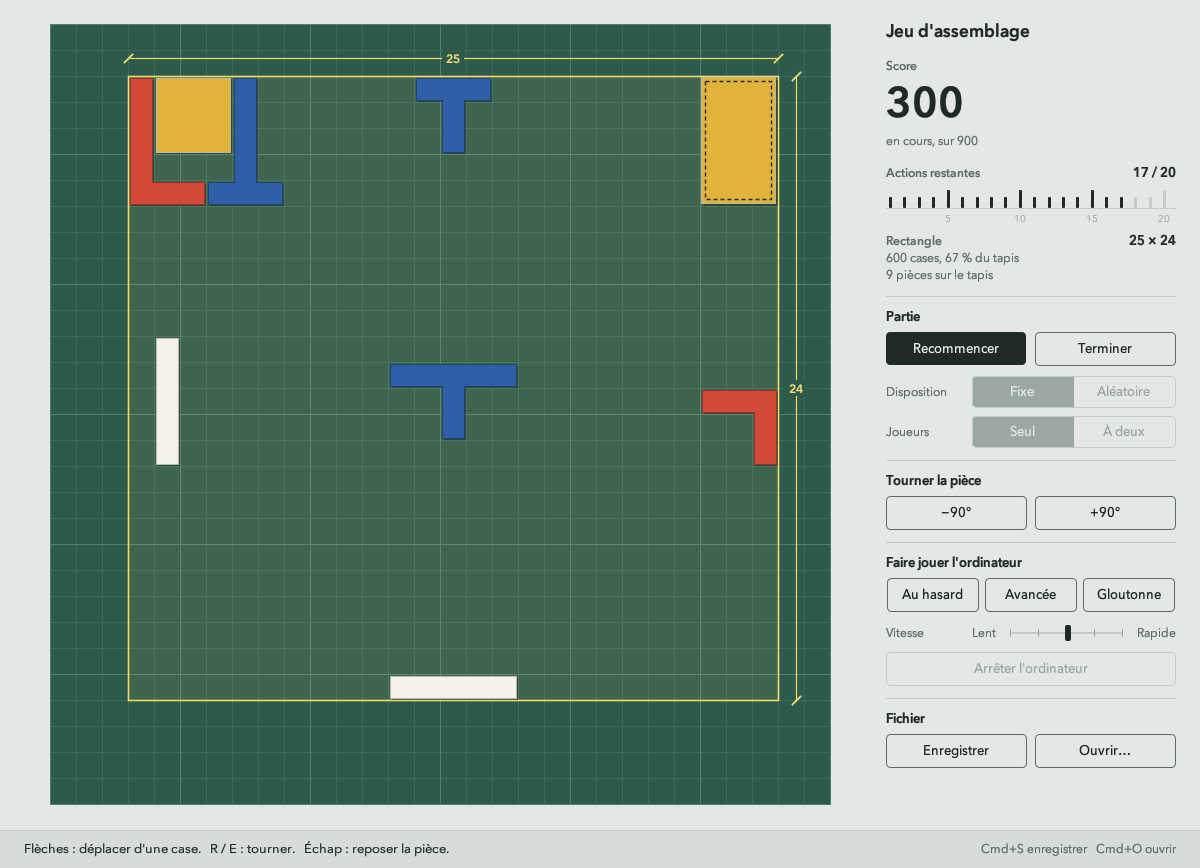 25
24
Jeu d'assemblage
Score
300
en cours, sur 900
Actions restantes 17 / 20
5 10 15 20
Rectangle 25 × 24
600 cases, 67 % du tapis
9 pièces sur le tapis
Partie
Recommencer Terminer
Disposition Fixe Aléatoire
Joueurs Seul À deux
Tourner la pièce
−90° +90°
Faire jouer l'ordinateur
Au hasard Avancée Gloutonne
Vitesse Lent Rapide
Arrêter l'ordinateur
Fichier
Enregistrer Ouvrir...
Flèches : déplacer d'une case. R / E : tourner. Échap : reposer la pièce. Cmd+S enregistrer Cmd+O ouvrir